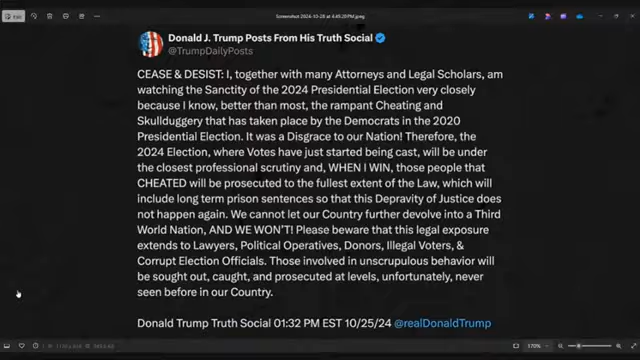 Edit
Screenshot 2024-10-28 at 4.45.20 PM.jpeg
Donald J. Trump Posts From His Truth Social
@TrumpDailyPosts
CEASE & DESIST: I, together with many Attorneys and Legal Scholars, am
watching the Sanctity of the 2024 Presidential Election very closely
because I know, better than most, the rampant Cheating and
Skullduggery that has taken place by the Democrats in the 2020
Presidential Election. It was a Disgrace to our Nation! Therefore, the
2024 Election, where Votes have just started being cast, will be under
the closest professional scrutiny and, WHEN I WIN, those people that
CHEATED will be prosecuted to the fullest extent of the Law, which will
include long term prison sentences so that this Depravity of Justice does
not happen again. We cannot let our Country further devolve into a Third
World Nation, AND WE WON'T! Please beware that this legal exposure
extends to Lawyers, Political Operatives, Donors, Illegal Voters, &
Corrupt Election Officials. Those involved in unscrupulous behavior will
be sought out, caught, and prosecuted at levels, unfortunately, never
seen before in our Country.
Donald Trump Truth Social 01:32 PM EST 10/25/24 @realDonaldTrump
170%